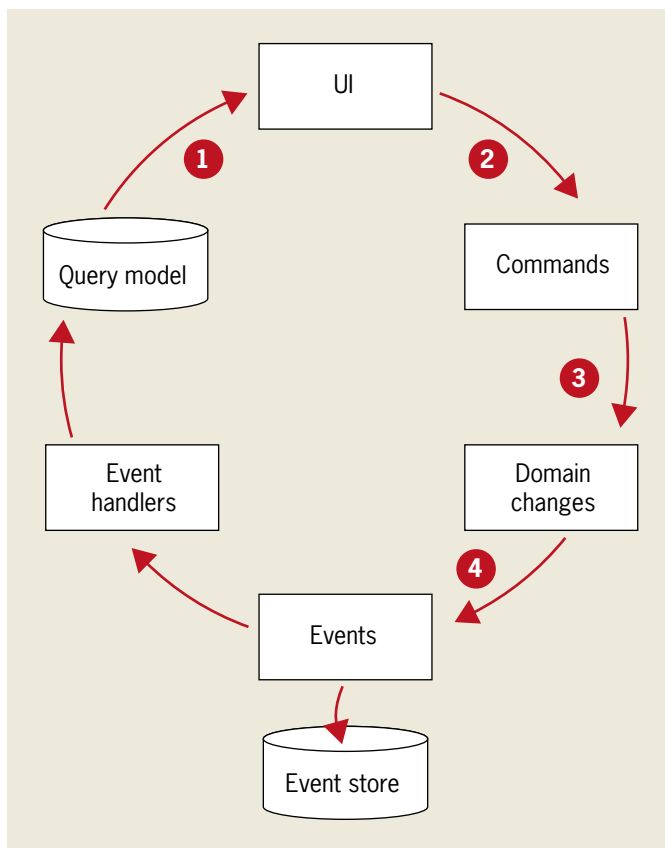 UI
1
2
Query model
Commands
3
Event
handlers
Domain
changes
4
Events
Event store